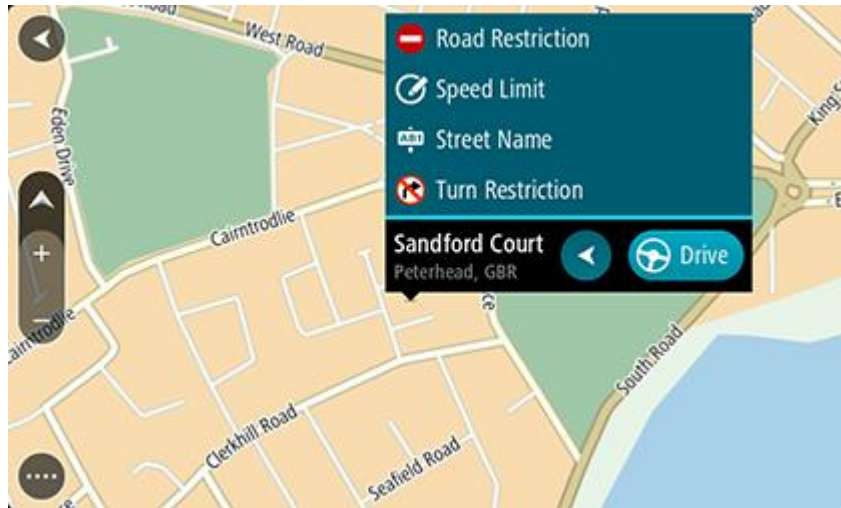 West Road
Road Restriction
Speed Limit
AB1
Street Name
Turn Restriction
Eden Drive
Cairntrodlie
Sandford Court
Peterhead, GBR
Drive
South Road
Clerkhill Road
Seafield Road